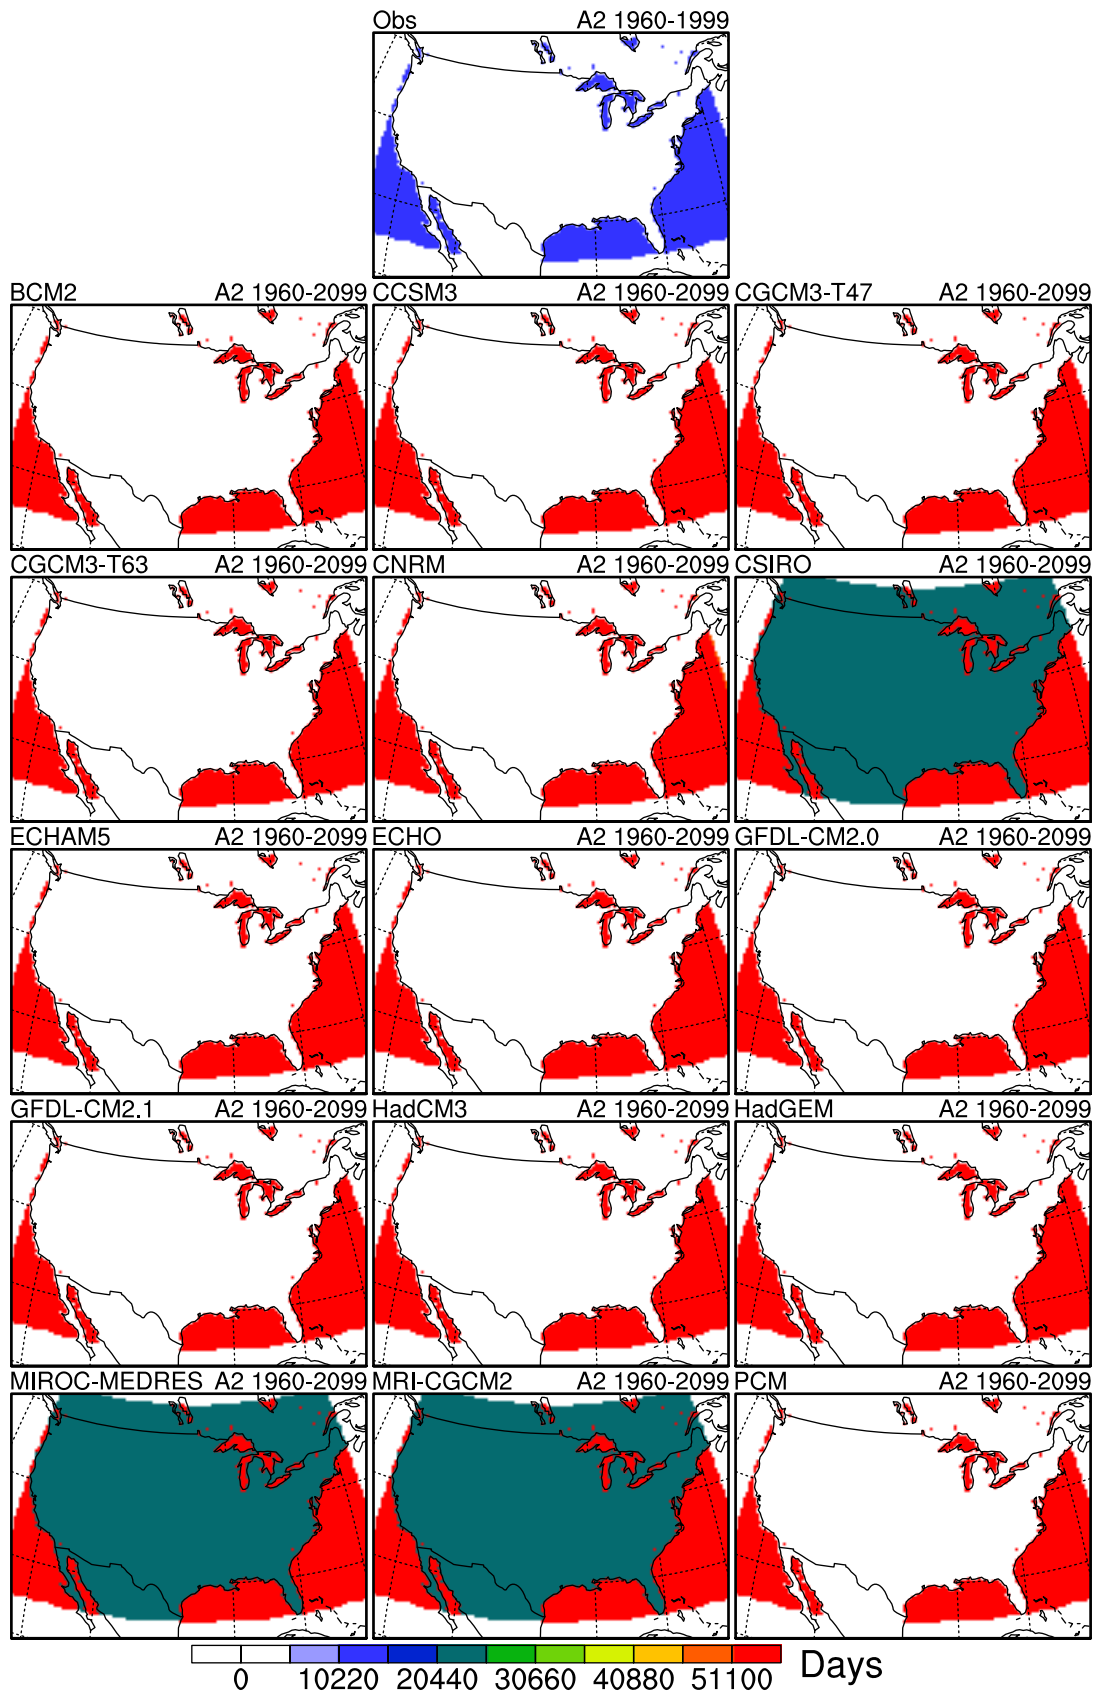 Obs A2 1960-1999
BCM2 A2 1960-2099
CCSM3 A2 1960-2099
CGCM3-T47 A2 1960-2099
CGCM3-T63 A2 1960-2099
CNRM A2 1960-2099
CSIRO A2 1960-2099
ECHAM5 A2 1960-2099
ECHO A2 1960-2099
GFDL-CM2.0 A2 1960-2099
GFDL-CM2.1 A2 1960-2099
HadCM3 A2 1960-2099
HadGEM A2 1960-2099
MIROC-MEDRES A2 1960-2099
MRI-CGCM2 A2 1960-2099
PCM A2 1960-2099
0 10220 20440 30660 40880 51100 Days